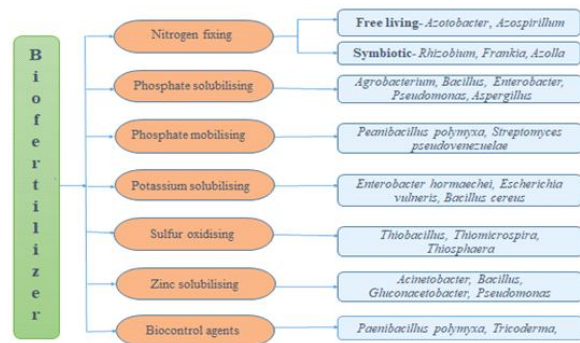 Biofertilizer
Nitrogen fixing
Free living- Azotobacter, Azospirillum
Symbiotic- Rhizobium, Frankia, Azolla
Phosphate solubilising
Agrobacterium, Bacillus, Enterobacter,
Pseudomonas, Aspergillus
Phosphate mobilising
Peanibacillus polymyxa, Streptomyces
pseudovenezuelae
Potassium solubilising
Enterobacter hormaechei, Escherichia
vulneris, Bacillus cereus
Sulfur oxidising
Thiobacillus, Thiomicrospira,
Thiosphaera
Zinc solubilising
Acinetobacter, Bacillus,
Gluconacetobacter, Pseudomonas
Biocontrol agents
Paenibacillus polymyxa, Tricoderma,